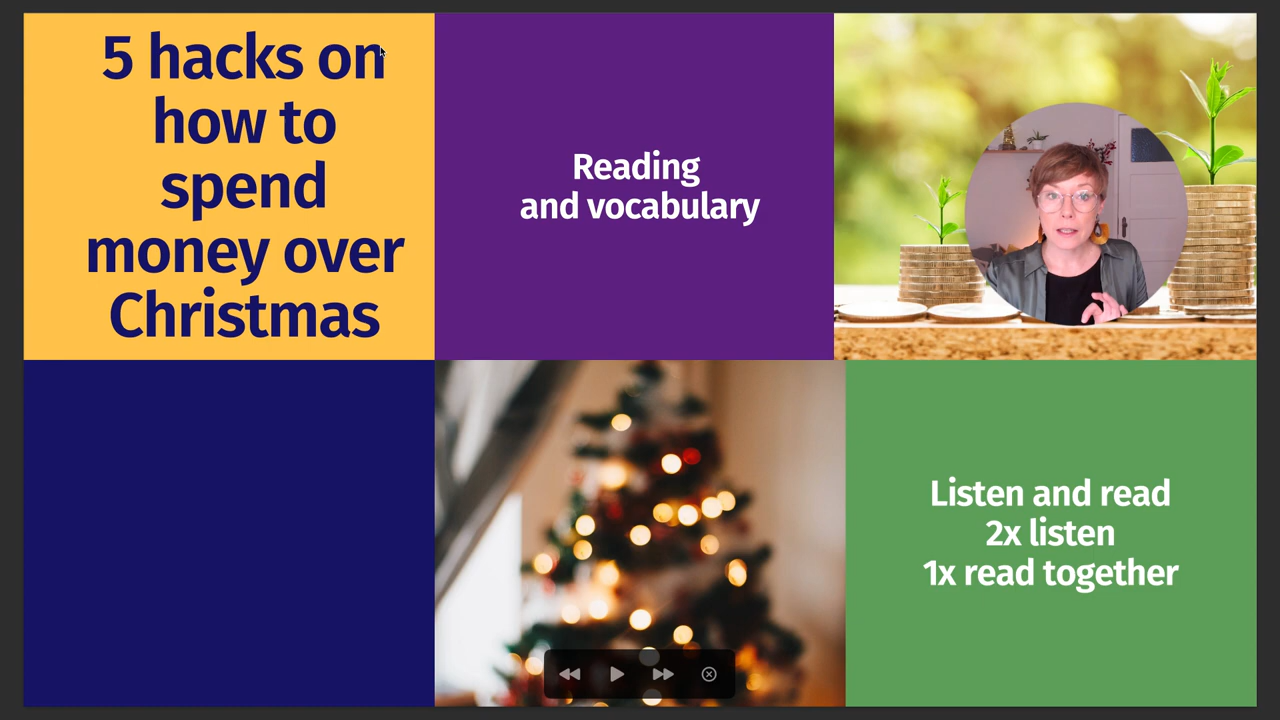 5 hacks on
how to
spend
money over
Christmas
Reading
and vocabulary
Listen and read
2x listen
1x read together